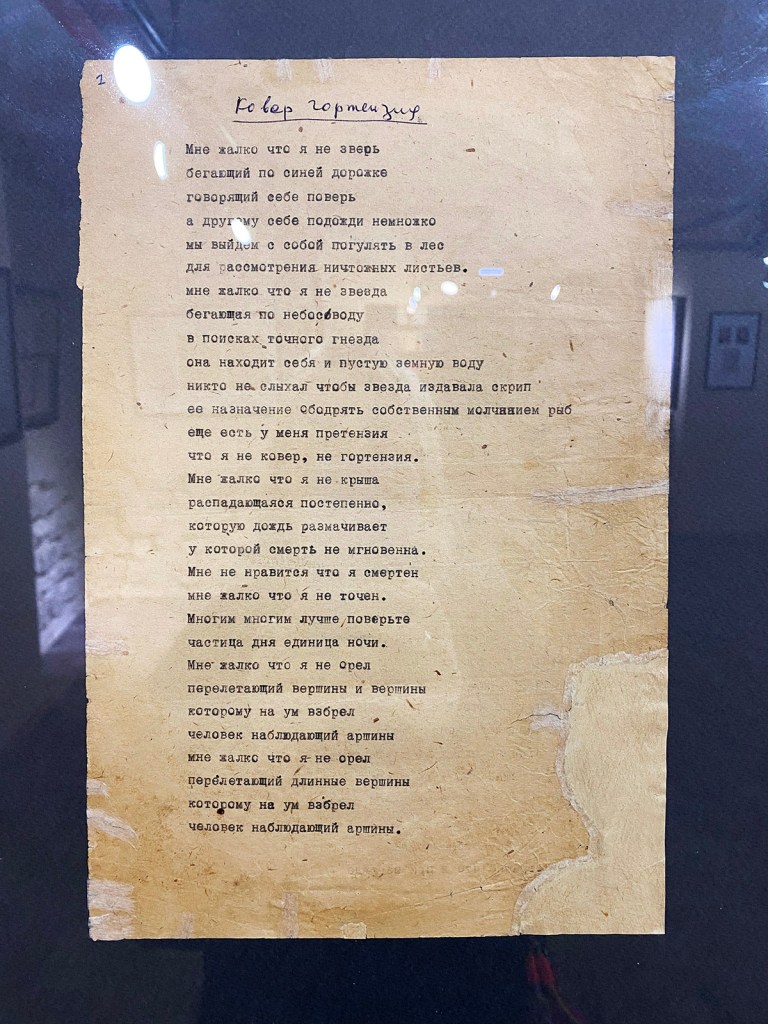 1
Ковер гортензия
Мне жалко что я не зверь
бегающий по синей дорожке
говорящий себе поверь
а другому себе подожди немножко
мы выйдем с собой погулять в лес
для рассмотрения ничтожных листьев.
мне жалко что я не звезда
бегающая по небосводу
в поисках точного гнезда
она находит себя и пустую земную воду
никто не слыхал чтобы звезда издавала скрип
ее назначение Ободрять собственным молчанием рыб
еще есть у меня претензия
что я не ковер, не гортензия.
Мне жалко что я не крыша
распадающаяся постепенно,
которую дождь размачивает
у которой смерть не мгновенна.
Мне не нравится что я смертен
мне жалко что я не точен.
Многим многим лучше поверьте
частица дня единица ночи.
Мне жалко что я не орел
перелетающий вершины и вершины
которому на ум взбрел
человек наблюдающий аршины
мне жалко что я не орел
перелетающий длинные вершины
которому на ум взбрел
человек наблюдающий аршины.